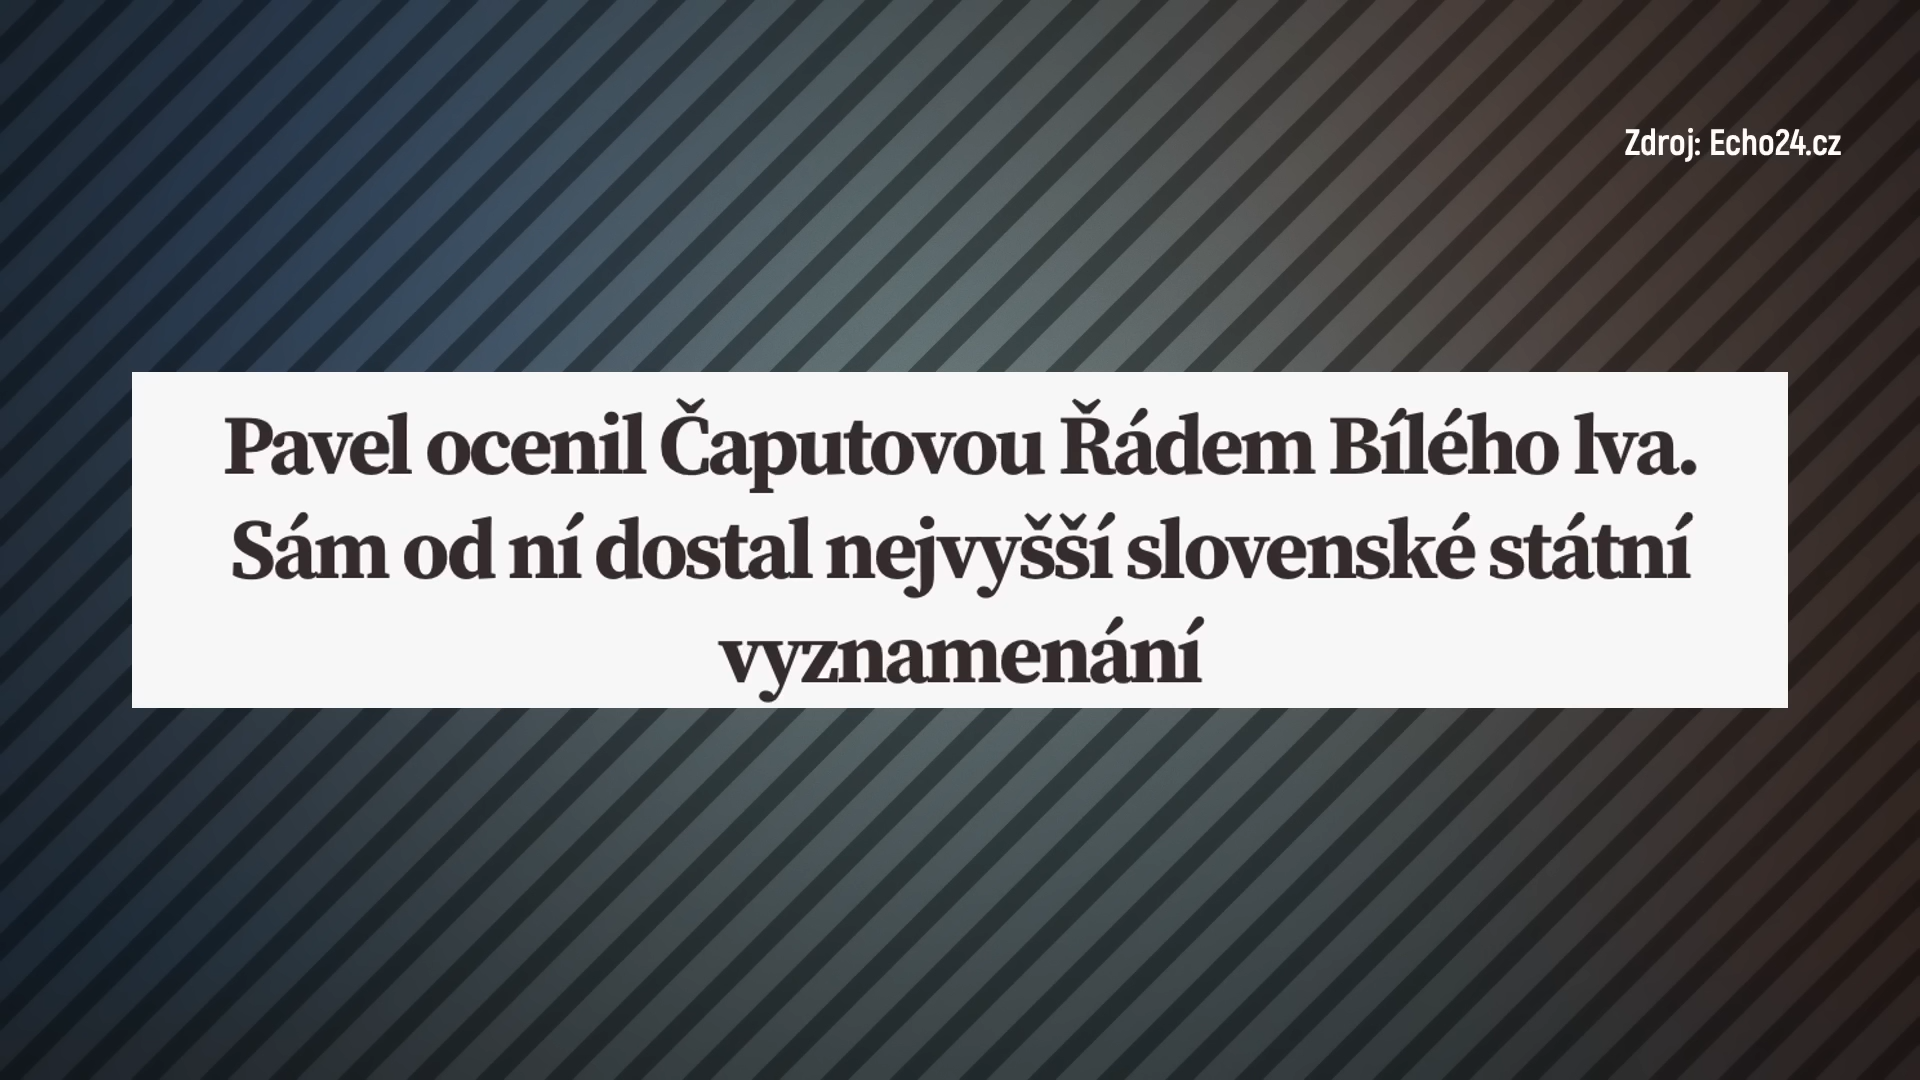 Zdroj: Echo24.cz
Pavel ocenil Čaputovou Řádem Bílého lva.
Sám od ní dostal nejvyšší slovenské státní
vyznamenání